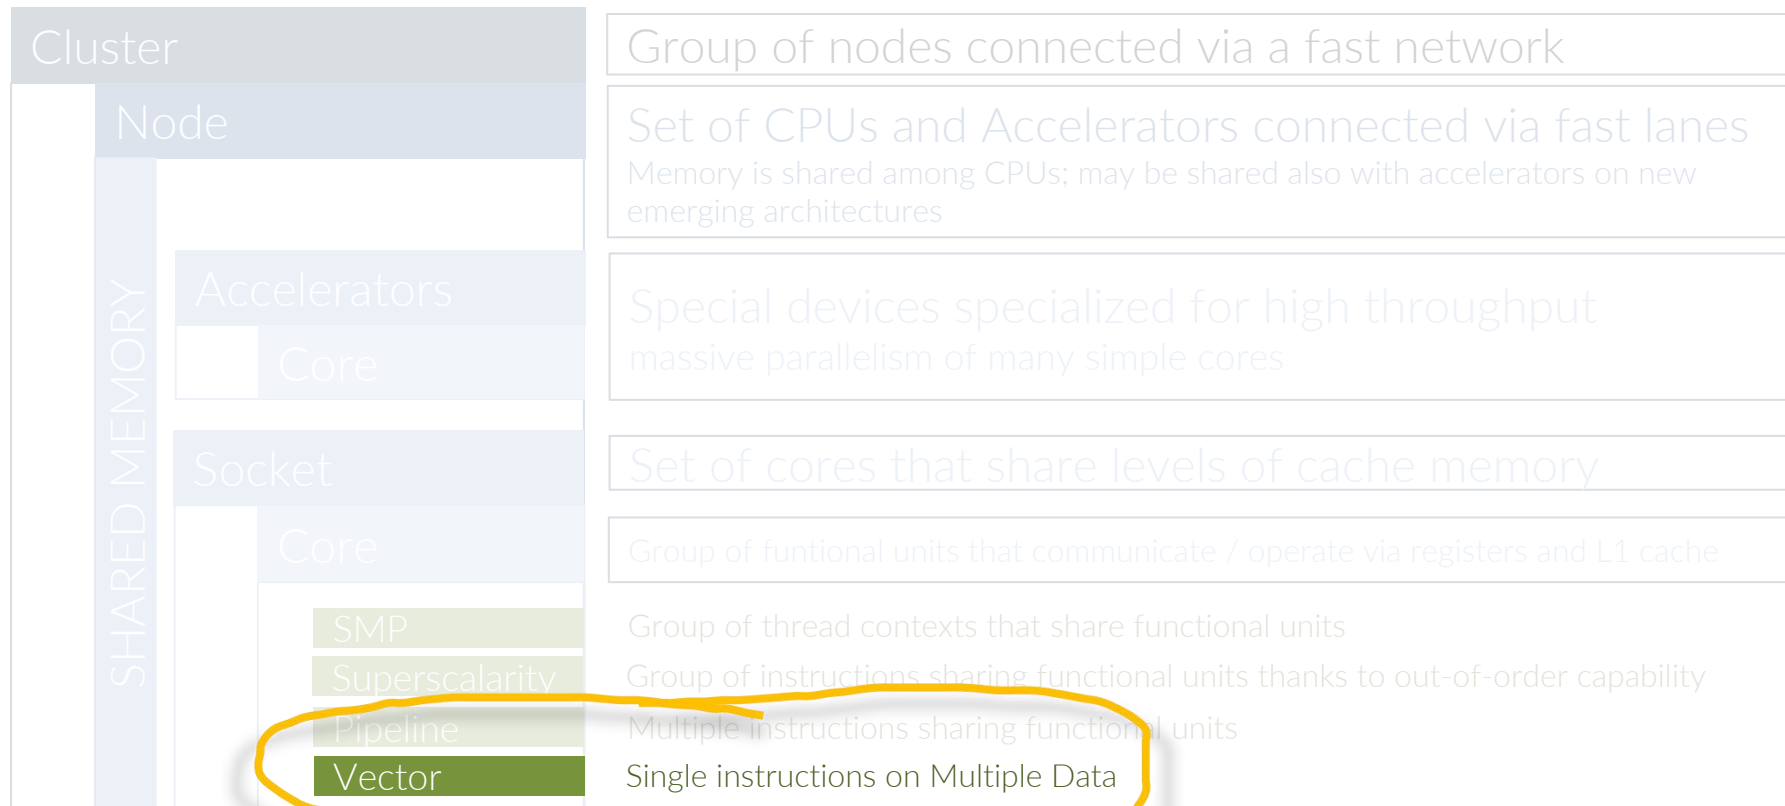 Cluster
Group of nodes connected via a fast network
Node
Set of CPUs and Accelerators connected via fast lanes
Memory is shared among CPUs; may be shared also with accelerators on new
emerging architectures
SHARED MEMORY
Accelerators
Special devices specialized for high throughput
Core
massive parallelism of many simple cores
Socket
Set of cores that share levels of cache memory
Core
Group of funtional units that communicate / operate via registers and L1 cache
SMP
Group of thread contexts that share functional units
Superscalarity
Group of instructions sharing functional units thanks to out-of-order capability
Pipeline
Multiple instructions sharing functional units
Vector
Single instructions on Multiple Data